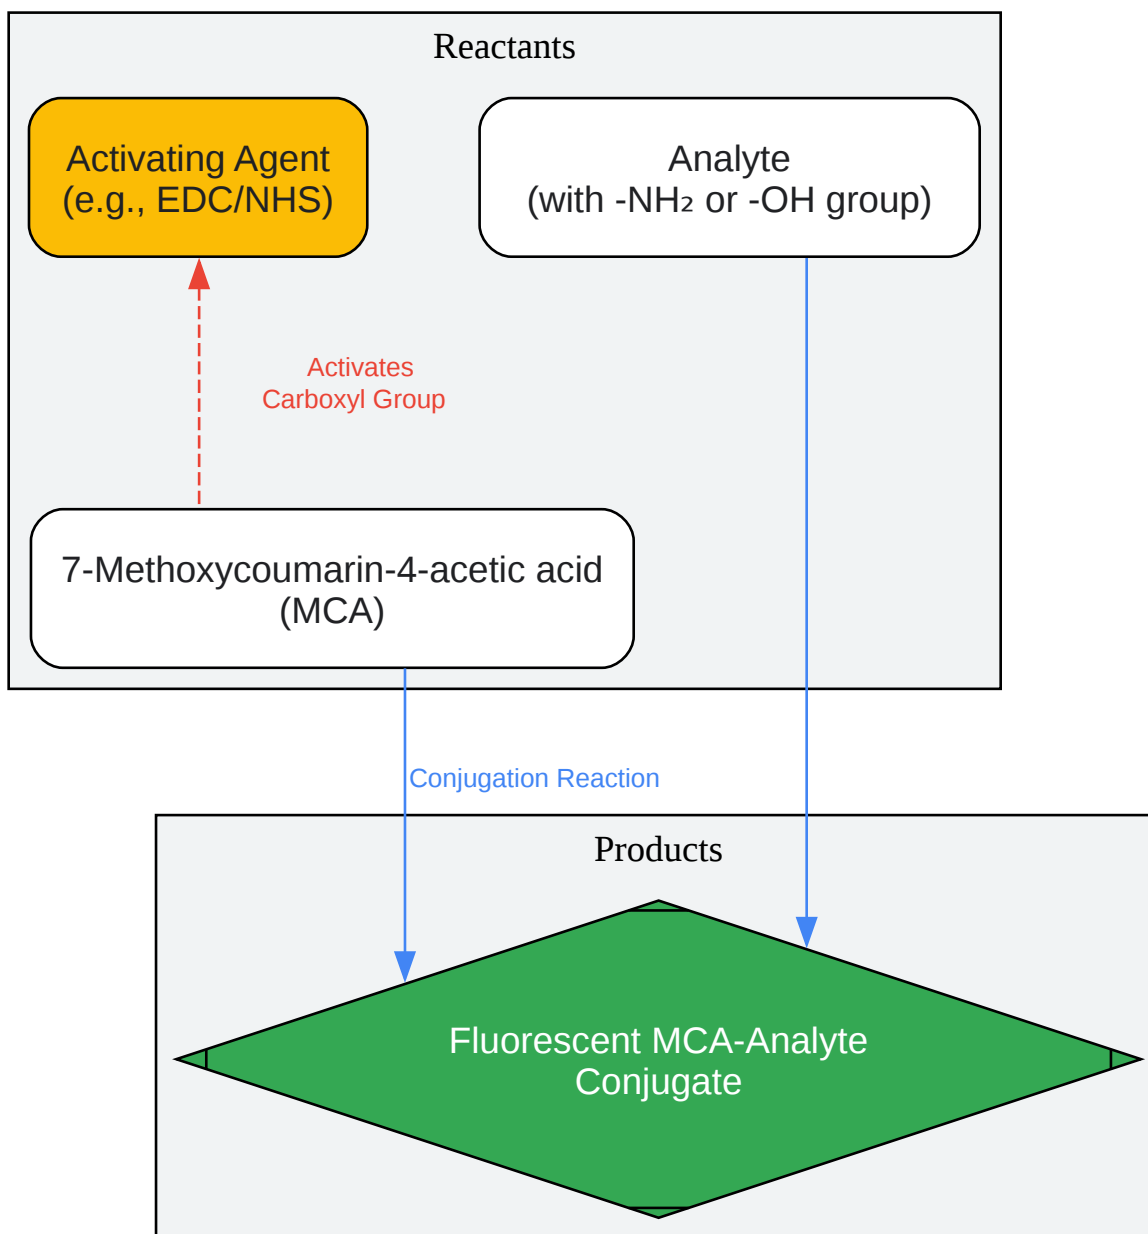 Reactants
Activating Agent
(e.g., EDC/NHS)
Analyte
(with -NH₂ or -OH group)
Activates
Carboxyl Group
7-Methoxycoumarin-4-acetic acid
(MCA)
Conjugation Reaction
Products
Fluorescent MCA-Analyte
Conjugate